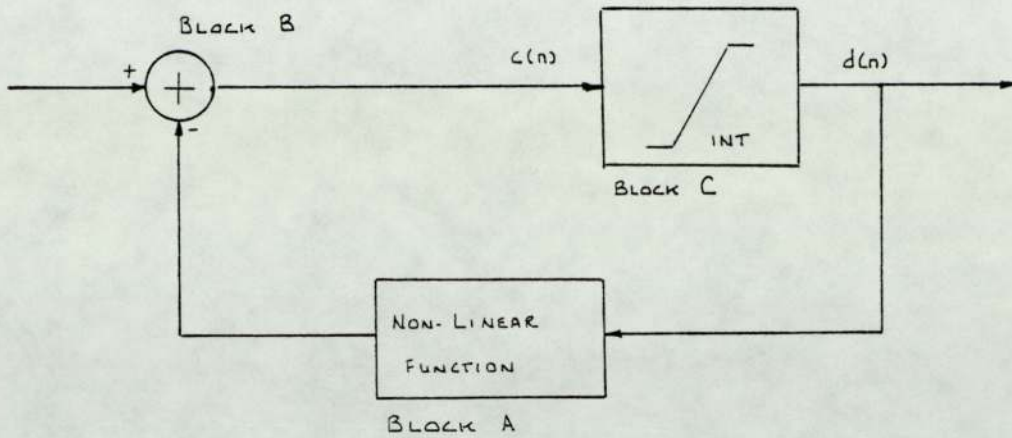 BLOCK B
+
+
-
c(n)
INT
d(n)
BLOCK C
NON-LINEAR
FUNCTION
BLOCK A